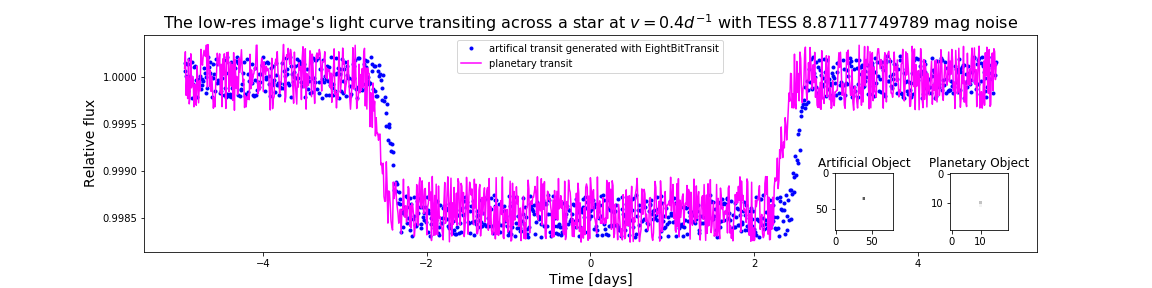 The low-res image's light curve transiting across a star at v = 0.4d⁻¹ with TESS 8.87117749789 mag noise
artifical transit generated with EightBitTransit
planetary transit
Relative flux
1.0000
0.9995
0.9990
0.9985
Artificial Object
0
50
0
50
Planetary Object
0
10
0
10
−4
−2
0
2
4
Time [days]